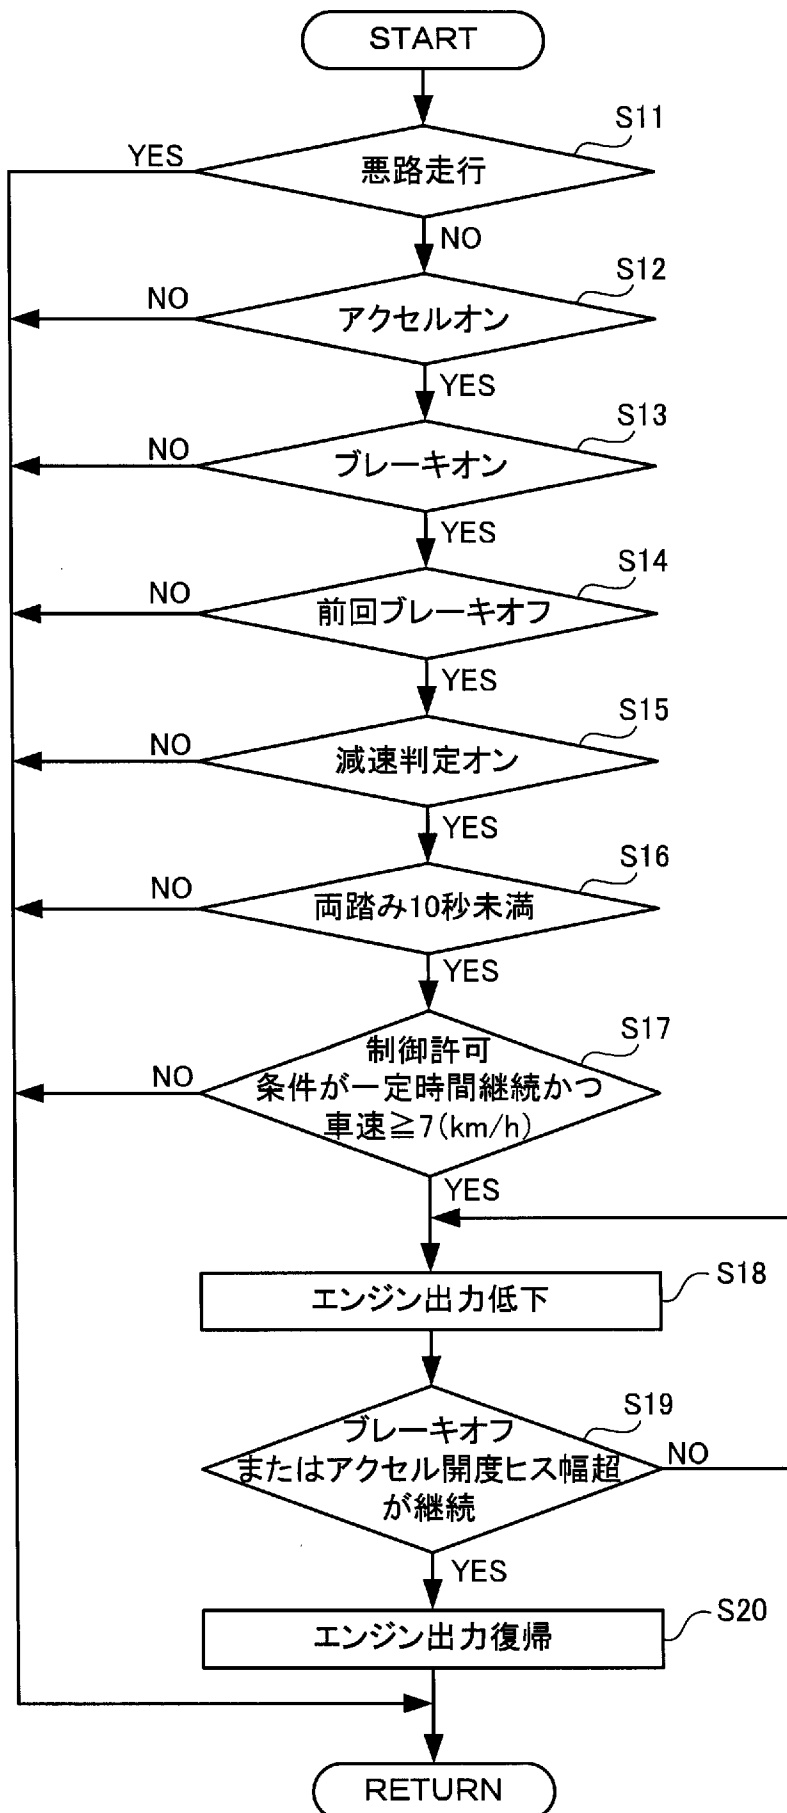 START
S11
YES
悪路走行
NO
S12
NO
アクセルオン
YES
S13
NO
ブレーキオン
YES
S14
NO
前回ブレーキオフ
YES
S15
NO
減速判定オン
YES
S16
NO
両踏み10秒未満
YES
S17
制御許可
NO
条件が一定時間継続かつ
車速≧7(km/h)
YES
S18
エンジン出力低下
S19
ブレーキオフ
NO
またはアクセル開度ヒス幅超
が継続
YES
S20
エンジン出力復帰
RETURN